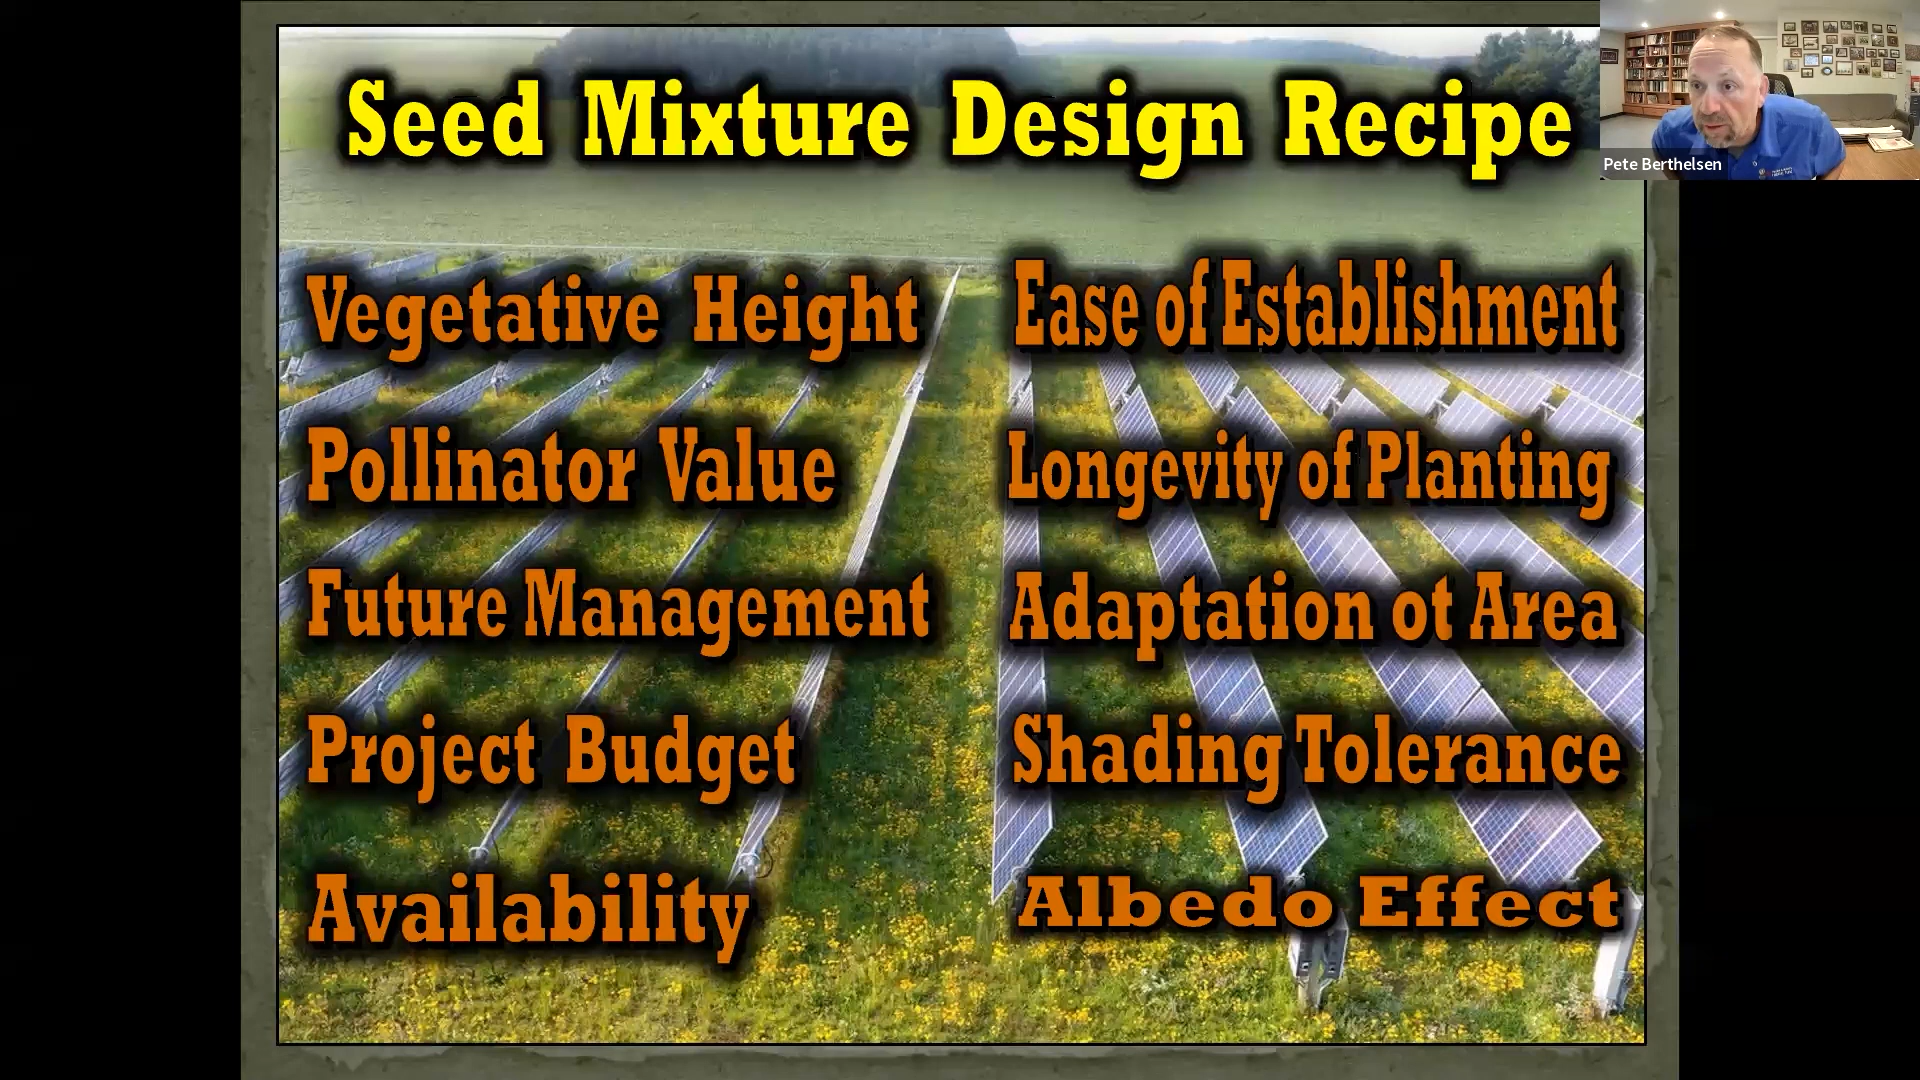 Seed Mixture Design Recipe
Pete Berthelsen
Vegetative Height
Ease of Establishment
Pollinator Value
Longevity of Planting
Future Management
Adaptation ot Area
Project Budget
Shading Tolerance
Availability
Albedo Effect